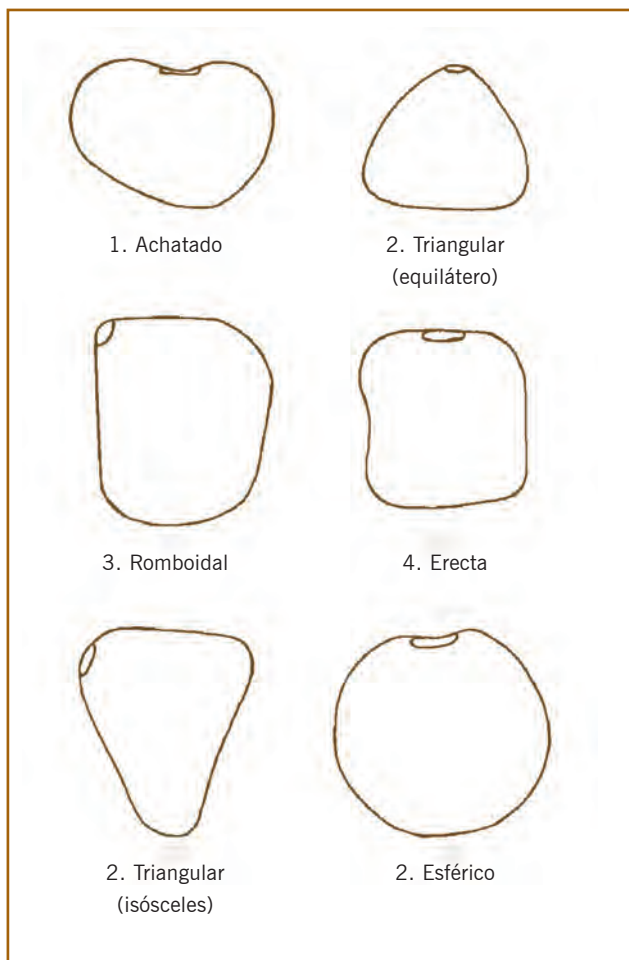 1. Achatado
2. Triangular
(equilátero)
3. Romboidal
4. Erecta
2. Triangular
(isósceles)
2. Esférico